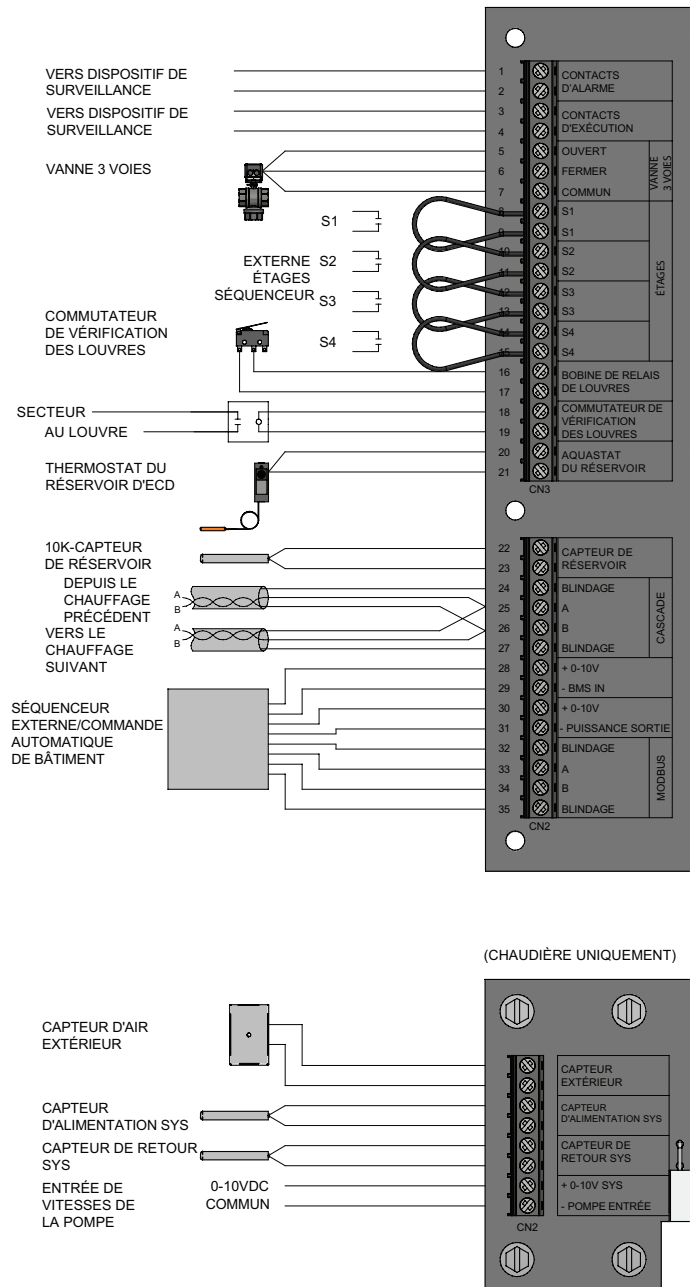 VERS DISPOSITIF DE
SURVEILLANCE
VERS DISPOSITIF DE
SURVEILLANCE
VANNE 3 VOIES
S1
EXTERNE
ÉTAGES
SÉQUENCEUR
S2
S3
S4
COMMUTATEUR
DE VÉRIFICATION
DES LOUVRES
SECTEUR
AU LOUVRE
THERMOSTAT DU
RÉSERVOIR D'ECD
10K-CAPTEUR
DE RÉSERVOIR
DEPUIS LE
CHAUFFAGE
PRÉCÉDENT
A
B
VERS LE
CHAUFFAGE
SUIVANT
A
B
SÉQUENCEUR
EXTERNE/COMMANDE
AUTOMATIQUE
DE BÂTIMENT
1
2
CONTACTS
D'ALARME
3
4
CONTACTS
D'EXÉCUTION
5 OUVERT
6 FERMER
7 COMMUN
VANNE
3 VOIES
8 S1
9 S1
10 S2
11 S2
12 S3
13 S3
14 S4
15 S4
ÉTAGES
16
17
BOBINE DE RELAIS
DE LOUVRES
18
19
COMMUTATEUR DE
VÉRIFICATION
DES LOUVRES
20
21
AQUASTAT
DU RÉSERVOIR
CN3
22
23
CAPTEUR DE
RÉSERVOIR
24 BLINDAGE
25 A
26 B
27 BLINDAGE
CASCADE
28 + 0-10V
29 - BMS IN
30 + 0-10V
31 - PUISSANCE SORTIE
32 BLINDAGE
33 A
34 B
35 BLINDAGE
MODBUS
CN2
(CHAUDIÈRE UNIQUEMENT)
CAPTEUR D'AIR
EXTÉRIEUR
CAPTEUR
D'ALIMENTATION SYS
CAPTEUR DE RETOUR
SYS
ENTRÉE DE
VITESSES DE
LA POMPE
0-10VDC
COMMUN
CAPTEUR
EXTÉRIEUR
CAPTEUR
D'ALIMENTATION SYS
CAPTEUR DE
RETOUR SYS
+ 0-10V SYS
- POMPE ENTRÉE
CN2